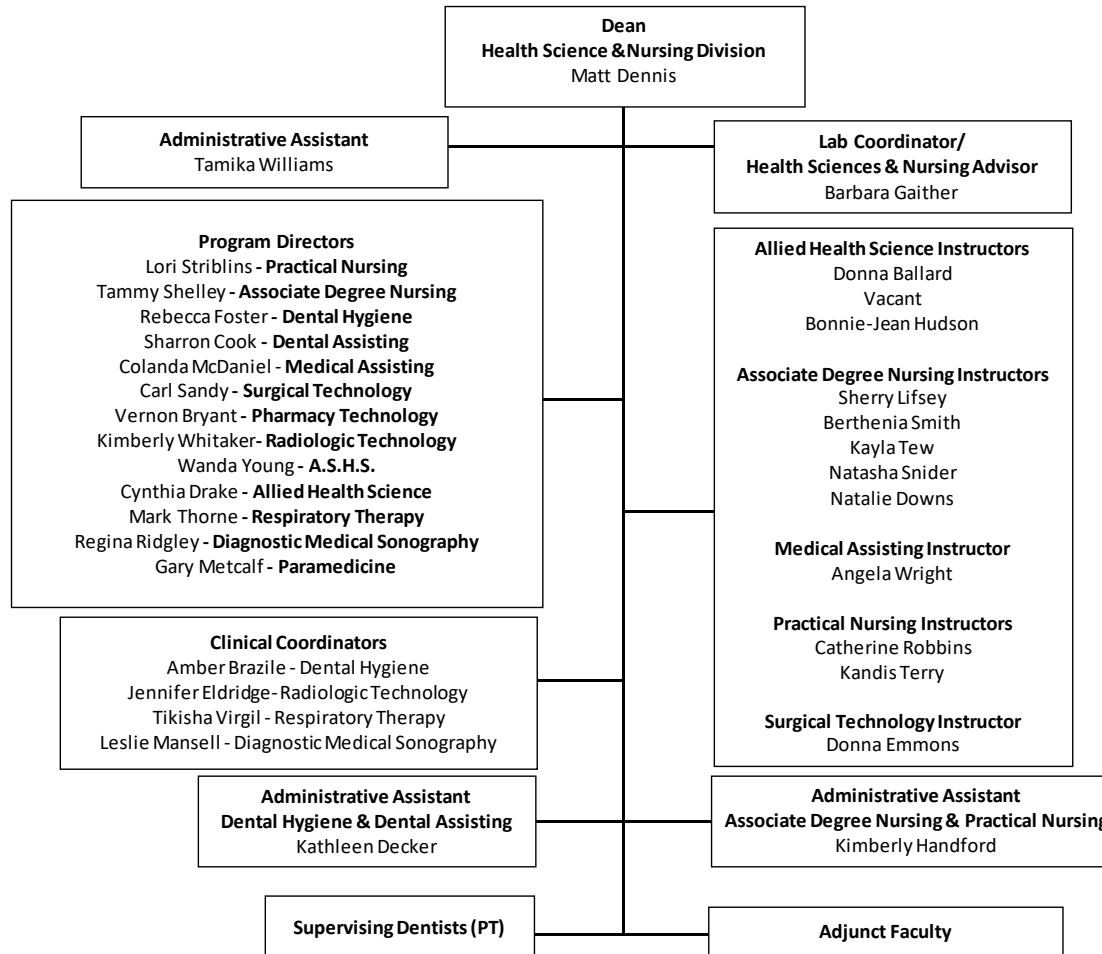 Dean
Health Science &Nursing Division
Matt Dennis
Administrative Assistant
Tamika Williams
Lab Coordinator/
Health Sciences & Nursing Advisor
Barbara Gaither
Program Directors
Lori Striblins - Practical Nursing
Tammy Shelley - Associate Degree Nursing
Rebecca Foster - Dental Hygiene
Sharron Cook - Dental Assisting
Colanda McDaniel - Medical Assisting
Carl Sandy - Surgical Technology
Vernon Bryant - Pharmacy Technology
Kimberly Whitaker- Radiologic Technology
Wanda Young - A.S.H.S.
Cynthia Drake - Allied Health Science
Mark Thorne - Respiratory Therapy
Regina Ridgley - Diagnostic Medical Sonography
Gary Metcalf - Paramedicine
Allied Health Science Instructors
Donna Ballard
Vacant
Bonnie-Jean Hudson
Associate Degree Nursing Instructors
Sherry Lifsey
Berthenia Smith
Kayla Tew
Natasha Snider
Natalie Downs
Medical Assisting Instructor
Angela Wright
Practical Nursing Instructors
Catherine Robbins
Kandis Terry
Surgical Technology Instructor
Donna Emmons
Clinical Coordinators
Amber Brazile - Dental Hygiene
Jennifer Eldridge- Radiologic Technology
Tikisha Virgil - Respiratory Therapy
Leslie Mansell - Diagnostic Medical Sonography
Administrative Assistant
Dental Hygiene & Dental Assisting
Kathleen Decker
Administrative Assistant
Associate Degree Nursing & Practical Nursing
Kimberly Handford
Supervising Dentists (PT)
Adjunct Faculty